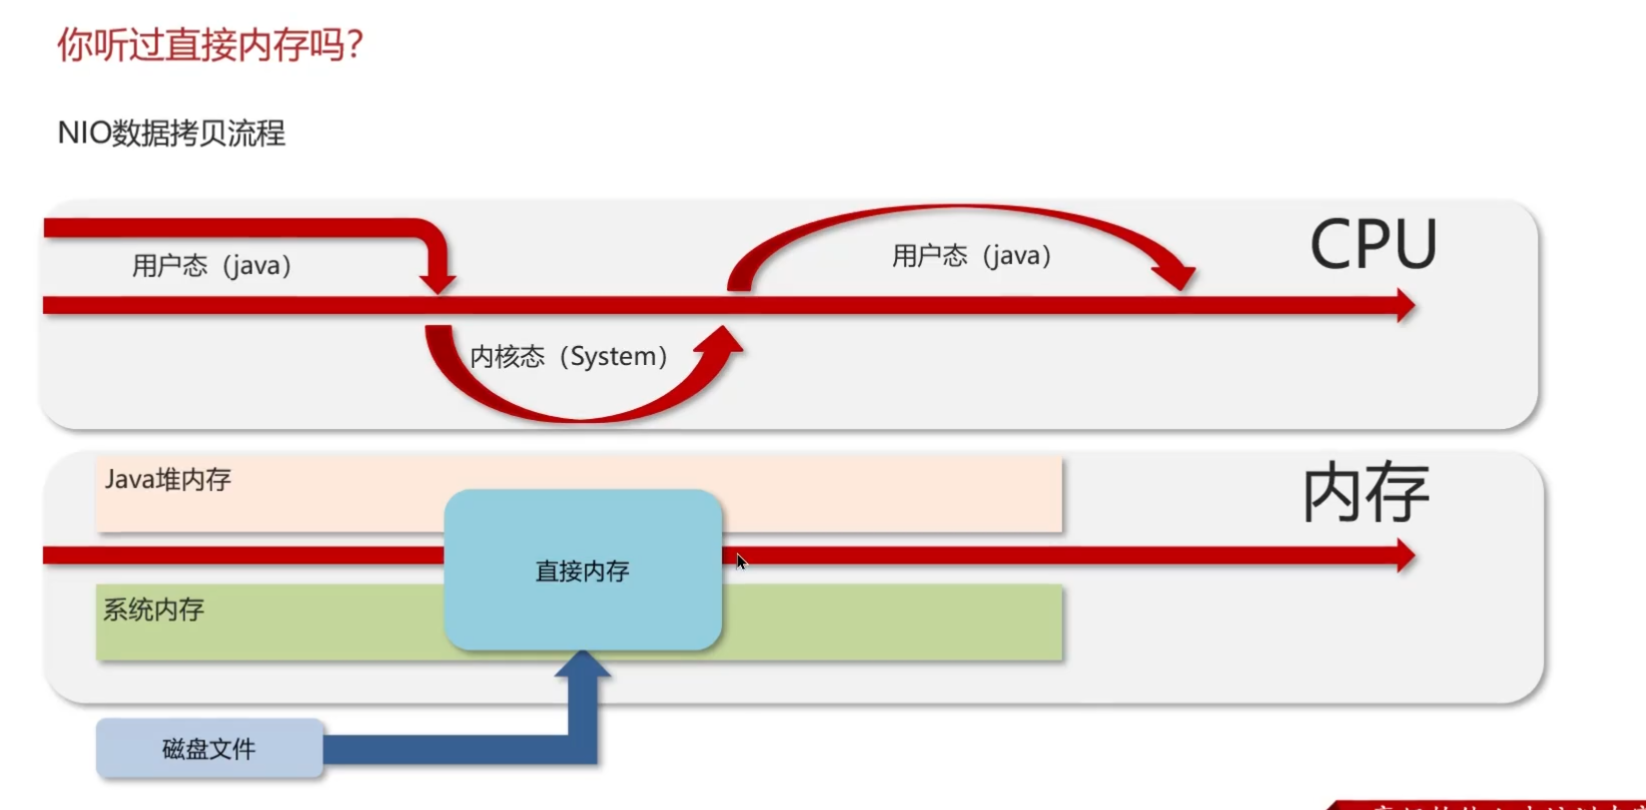 你听过直接内存吗?
NIO数据拷贝流程
CPU
用户态（java）
用户态（java）
内核态（System）
Java堆内存
内存
直接内存
系统内存
磁盘文件